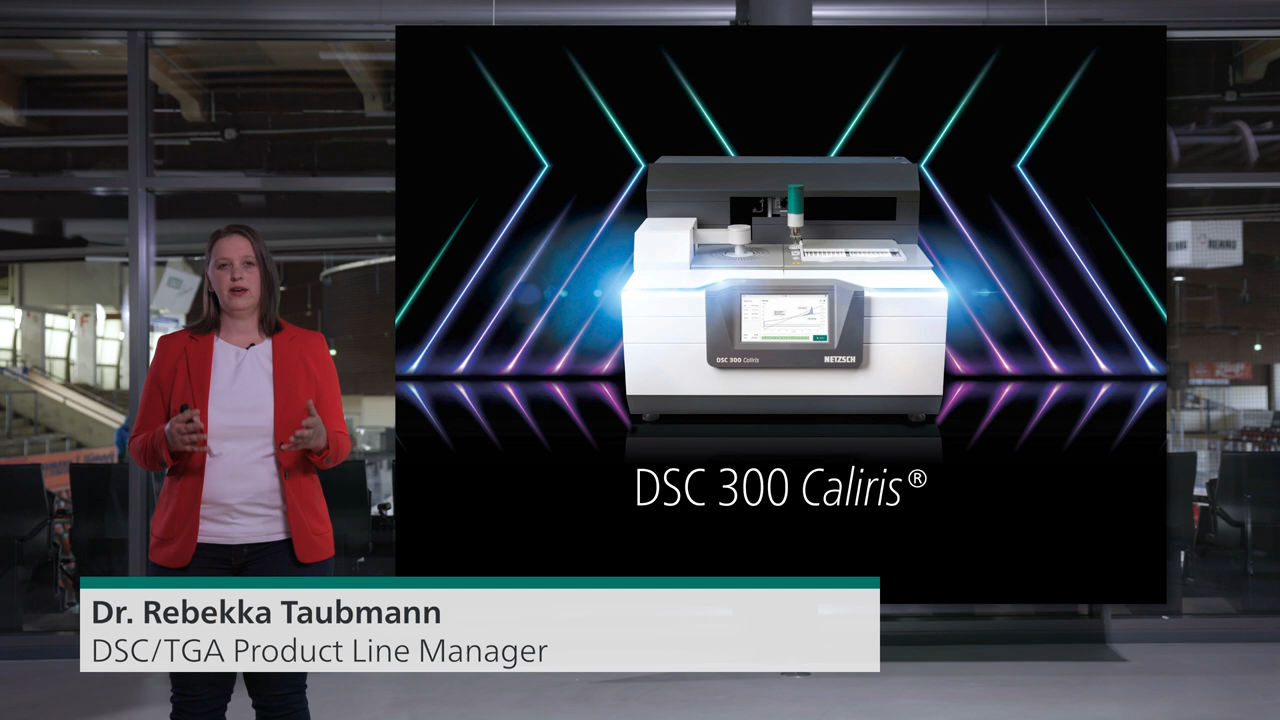 DSC 300 Caliris
NETZSCH
DSC 300 Caliris®
Dr. Rebekka Taubmann
DSC/TGA Product Line Manager